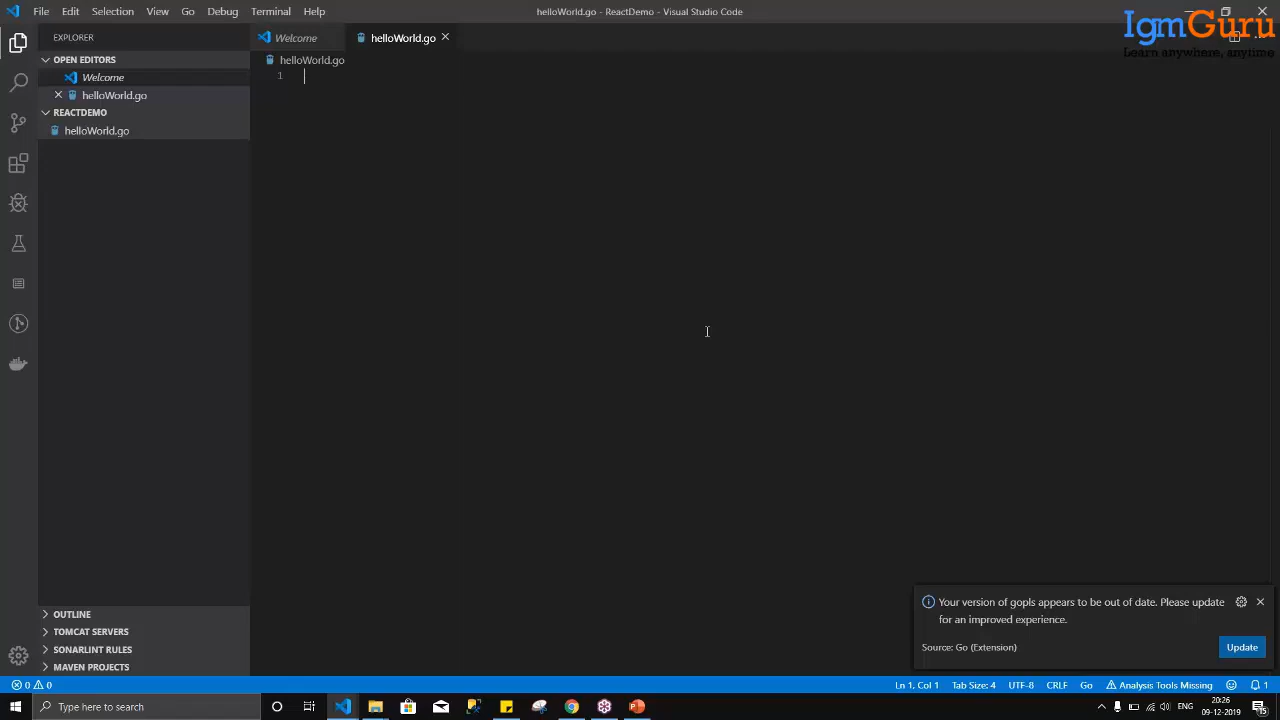 File Edit Selection View Go Debug Terminal Help
helloWorld.go - ReactDemo - Visual Studio Code
IgmGuru
Learn anywhere, anytime
EXPLORER
OPEN EDITORS
Welcome
helloWorld.go
REACTDEMO
helloWorld.go
OUTLINE
TOMCAT SERVERS
SONARLINT RULES
MAVEN PROJECTS
Welcome
helloWorld.go
helloWorld.go
1
Your version of gopls appears to be out of date. Please update
for an improved experience.
Source: Go (Extension)
Update
0 0
Ln 1, Col 1 Tab Size: 4 UTF-8 CRLF Go Analysis Tools Missing 1
Type here to search
ENG
20:26
09-12-2019